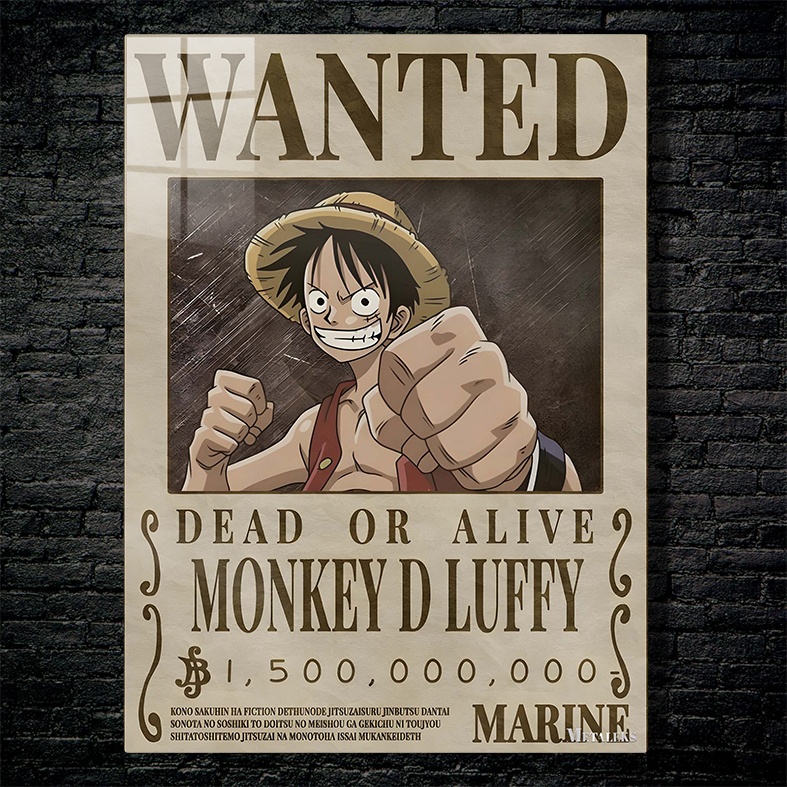 WANTED
DEAD OR ALIVE
MONKEY D LUFFY
1,500,000,000-
KONO SAKUHIN HA FICTION DETHUNODE JITSUZAISURU JINBUTSU DANTAI
SONOTA NO SOSHIKI TO DOITSU NO MEISHOU GA GEKICHU NI TOUJYOU
SHITATOSHITEMO JITSUZAI NA MONOTOHA ISSAI MUKANKEIDETH
MARINE
METALEKS